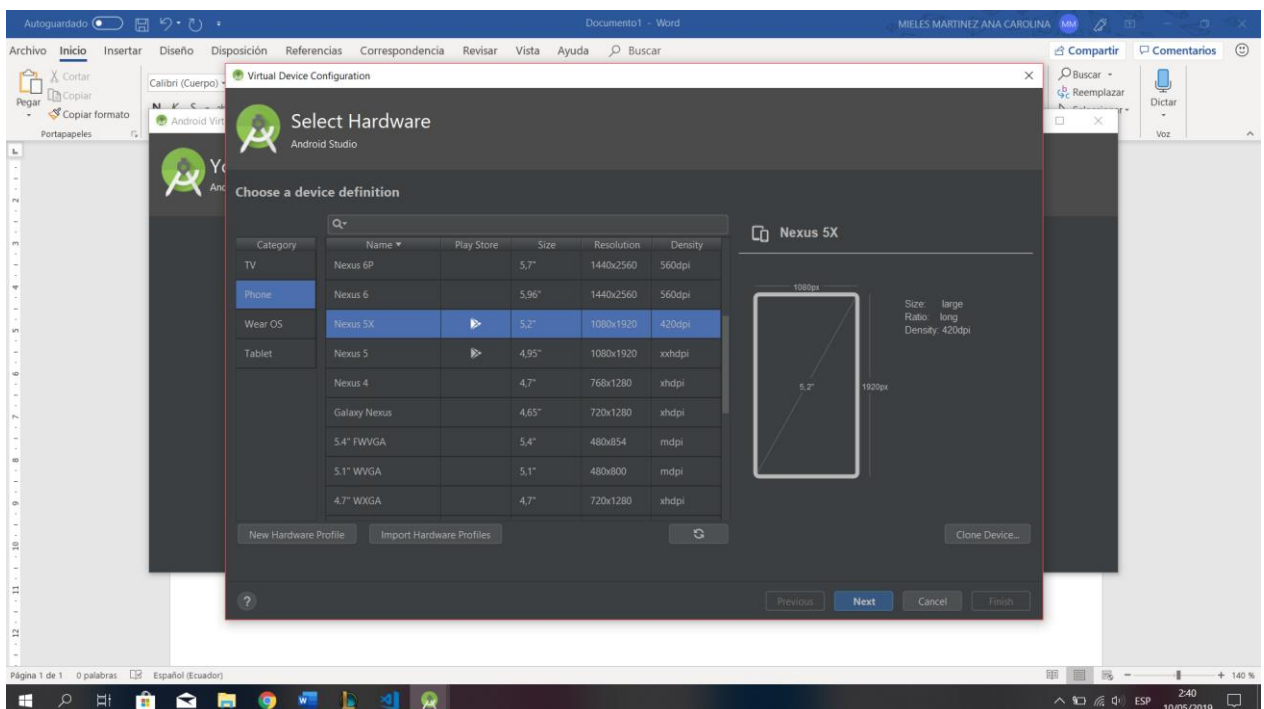 Autoguardado
Documento1 - Word
MIELES MARTINEZ ANA CAROLINA MM
Archivo Inicio Insertar Diseño Disposición Referencias Correspondencia Revisar Vista Ayuda Buscar
Compartir Comentarios
Pegar
Cortar
Copiar
Copiar formato
Portapapeles
Calibri (Cuerpo)
N K S
Buscar
Reemplazar
Dictar
Voz
Android Virt
Yo
And
Virtual Device Configuration
Select Hardware
Android Studio
Choose a device definition
Category Name Play Store Size Resolution Density
TV Nexus 6P 5,7" 1440x2560 560dpi
Phone Nexus 6 5,96" 1440x2560 560dpi
Wear OS Nexus 5X 5,2" 1080x1920 420dpi
Tablet Nexus 5 4,95" 1080x1920 xxhdpi
Nexus 4 4,7" 768x1280 xhdpi
Galaxy Nexus 4,65" 720x1280 xhdpi
5.4" FWVGA 5,4" 480x854 mdpi
5.1" WVGA 5,1" 480x800 mdpi
4.7" WXGA 4,7" 720x1280 xhdpi
Nexus 5X
1080px
5,2"
1920px
Size: large
Ratio: long
Density: 420dpi
New Hardware Profile Import Hardware Profiles
Clone Device...
? Previous Next Cancel Finish
Página 1 de 1 0 palabras Español (Ecuador)
140 %
ESP
2:40
10/05/2019